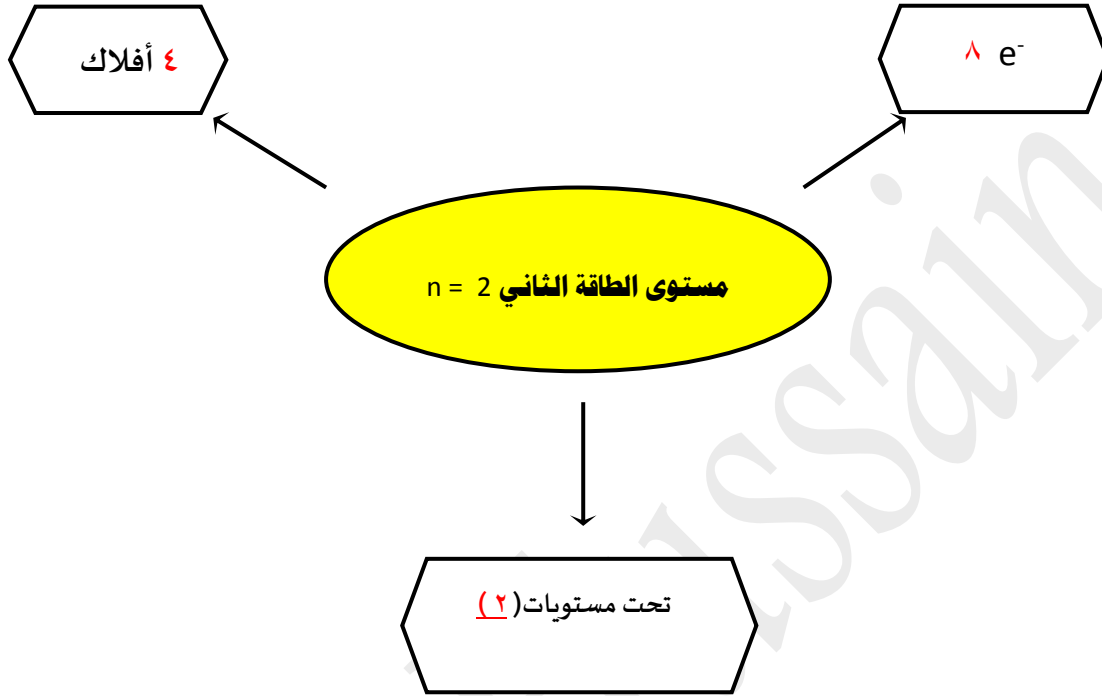 ٤ أفلاك
٨ e⁻
مستوى الطاقة الثاني n = 2
تحت مستويات(٢ )